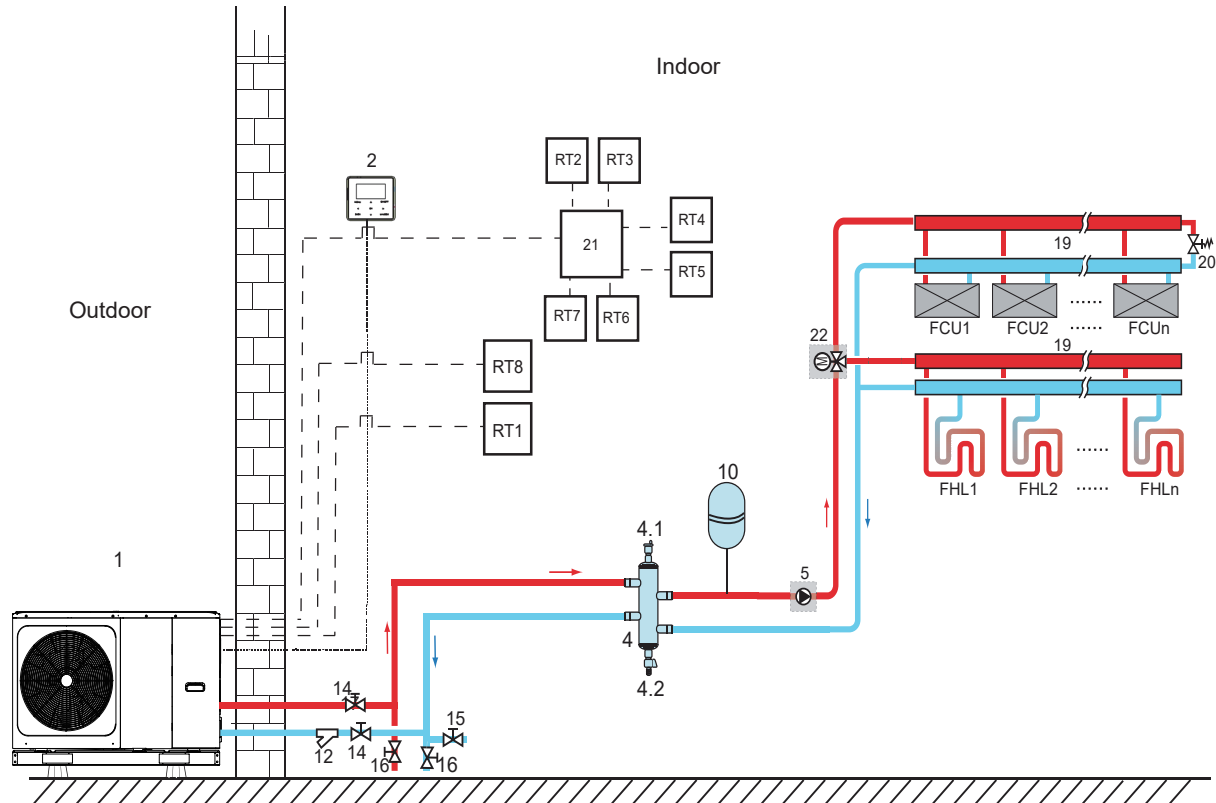 Indoor
Outdoor
2
RT2
RT3
RT4
21
RT5
RT7
RT6
RT8
RT1
19
20
FCU1
FCU2
......
......
FCUn
22
19
FHL1
FHL2
......
......
FHLn
10
4.1
5
4
4.2
1
14
15
12
14
16
16